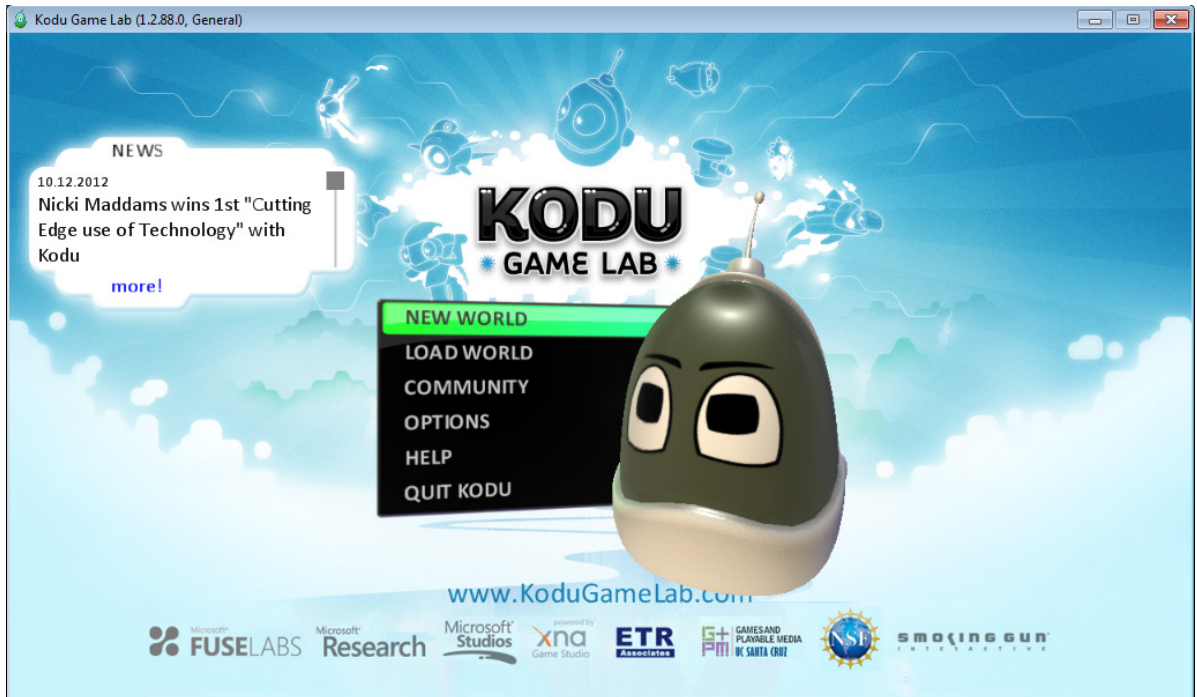 Kodu Game Lab (1.2.88.0, General)
NEWS
10.12.2012
Nicki Maddams wins 1st "Cutting
Edge use of Technology" with
Kodu
more!
KODU
GAME LAB
NEW WORLD
LOAD WORLD
COMMUNITY
OPTIONS
HELP
QUIT KODU
www.KoduGameLab.com
Microsoft
FUSELABS
Microsoft
Research
Microsoft
Studios
powered by
xna
Game Studio
ETR
Associates
G+
PM
GAMES AND
PLAYABLE MEDIA
UC SANTA CRUZ
NSF
SMOKING GUN
INTERACTIVE